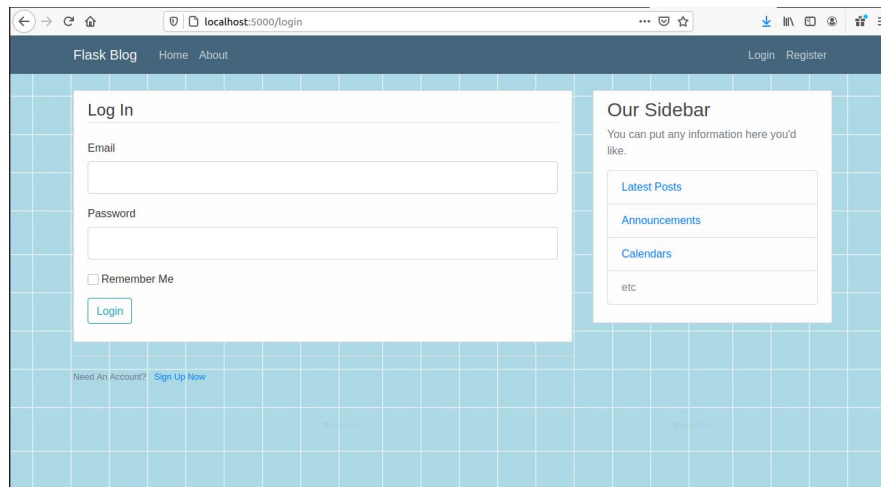 localhost:5000/login
Flask Blog Home About Login Register
Log In
Email
Password
Remember Me
Login
Need An Account? Sign Up Now
Our Sidebar
You can put any information here you'd
like.
Latest Posts
Announcements
Calendars
etc